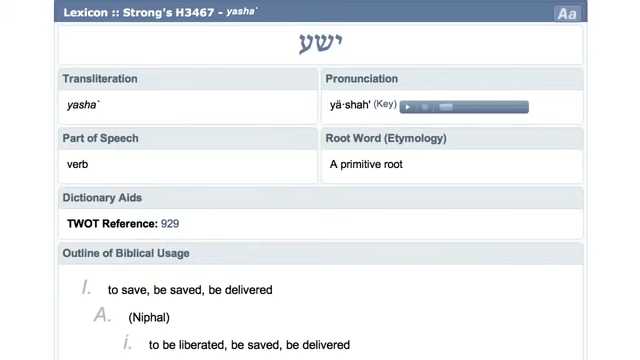 Lexicon :: Strong's H3467 - yasha`
Aa
ישע
Transliteration
Pronunciation
yasha`
yä·shah' (Key)
Part of Speech
Root Word (Etymology)
verb
A primitive root
Dictionary Aids
TWOT Reference: 929
Outline of Biblical Usage
I. to save, be saved, be delivered
A. (Niphal)
i. to be liberated, be saved, be delivered